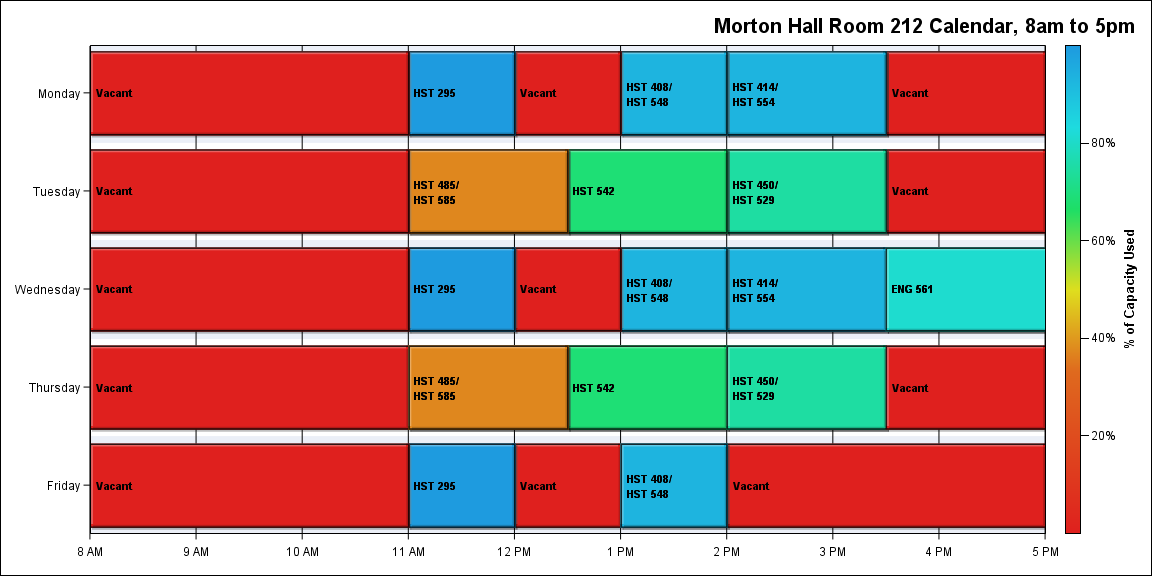 Morton Hall Room 212 Calendar, 8am to 5pm
Monday
Vacant
HST 295
Vacant
HST 408/
HST 548
HST 414/
HST 554
Vacant
Tuesday
Vacant
HST 485/
HST 585
HST 542
HST 450/
HST 529
Vacant
Wednesday
Vacant
HST 295
Vacant
HST 408/
HST 548
HST 414/
HST 554
ENG 561
Thursday
Vacant
HST 485/
HST 585
HST 542
HST 450/
HST 529
Vacant
Friday
Vacant
HST 295
Vacant
HST 408/
HST 548
Vacant
8 AM
9 AM
10 AM
11 AM
12 PM
1 PM
2 PM
3 PM
4 PM
5 PM
80%
60%
40%
20%
% of Capacity Used